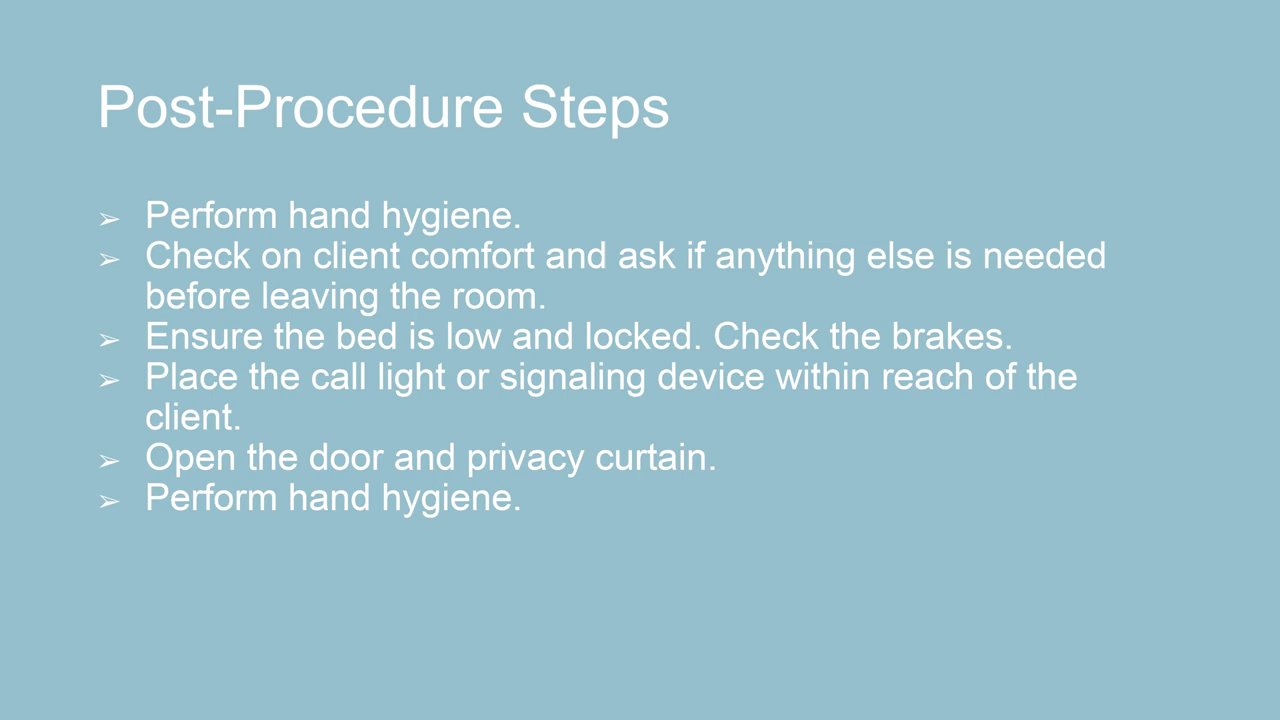 Post-Procedure Steps
➢ Perform hand hygiene.
➢ Check on client comfort and ask if anything else is needed
before leaving the room.
➢ Ensure the bed is low and locked. Check the brakes.
➢ Place the call light or signaling device within reach of the
client.
➢ Open the door and privacy curtain.
➢ Perform hand hygiene.